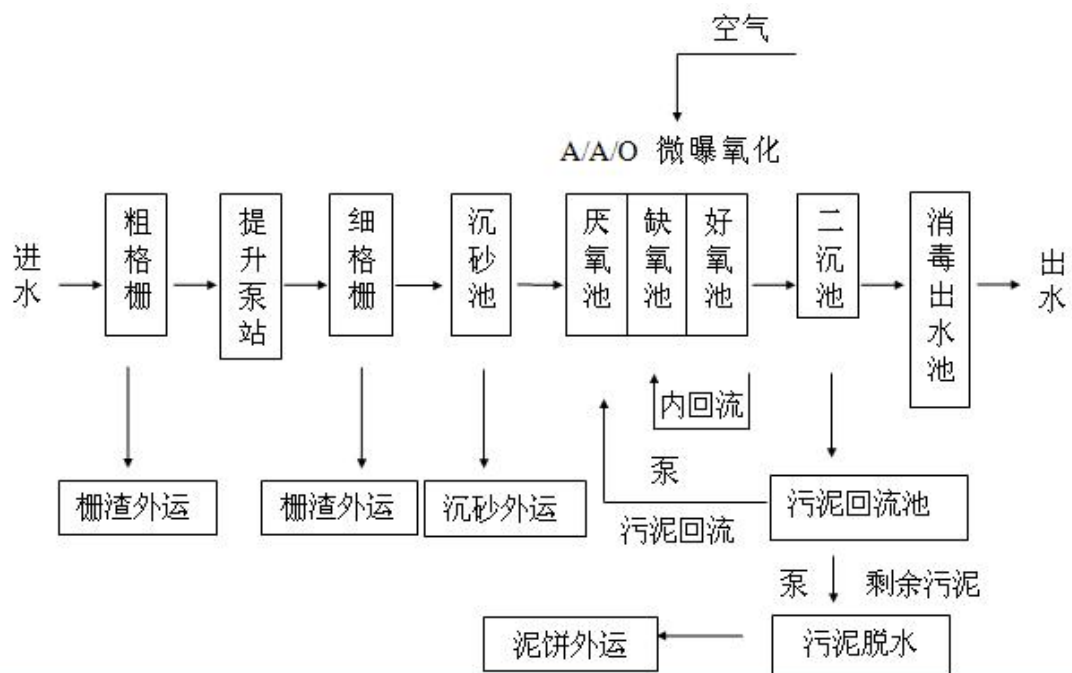 空气
A/A/O 微曝氧化
进水
粗格栅
提升泵站
细格栅
沉砂池
厌氧池
缺氧池
好氧池
二沉池
消毒出水池
出水
内回流
泵
栅渣外运
栅渣外运
沉砂外运
污泥回流
污泥回流池
泵
剩余污泥
泥饼外运
污泥脱水